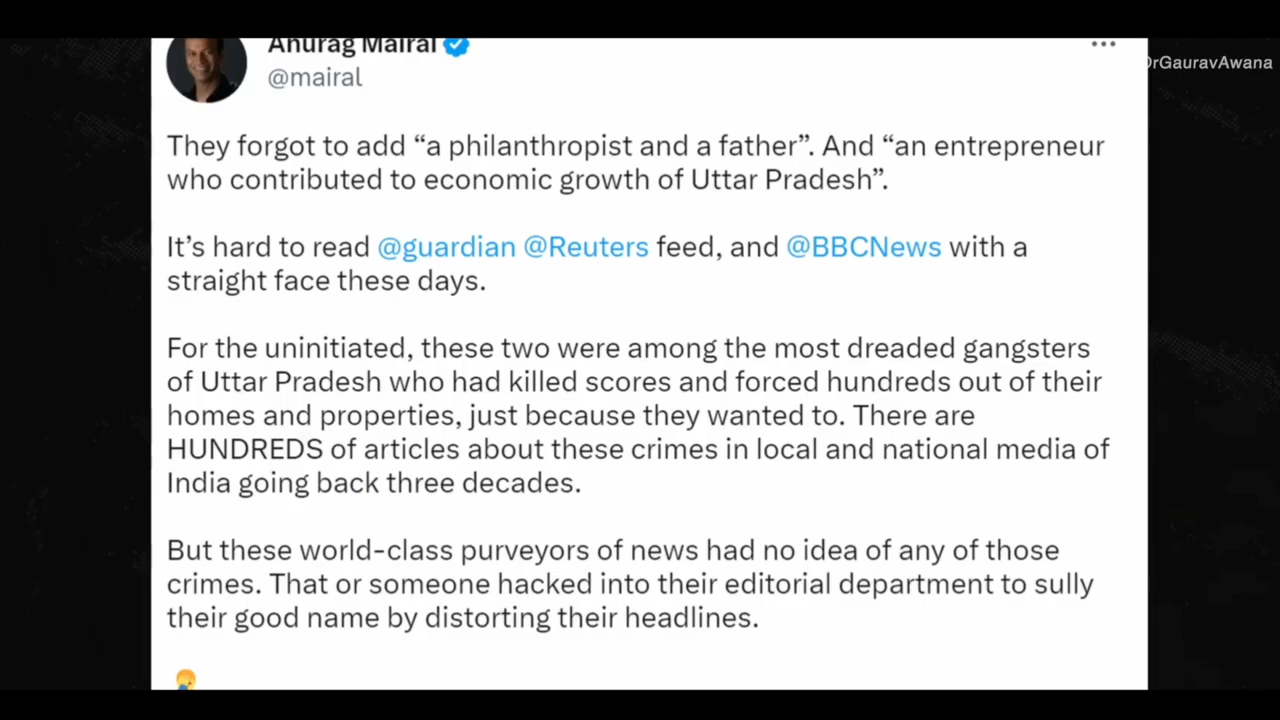 Anurag Mairal
@mairal
DrGauravAwana
They forgot to add “a philanthropist and a father”. And “an entrepreneur
who contributed to economic growth of Uttar Pradesh”.
It’s hard to read @guardian @Reuters feed, and @BBCNews with a
straight face these days.
For the uninitiated, these two were among the most dreaded gangsters
of Uttar Pradesh who had killed scores and forced hundreds out of their
homes and properties, just because they wanted to. There are
HUNDREDS of articles about these crimes in local and national media of
India going back three decades.
But these world-class purveyors of news had no idea of any of those
crimes. That or someone hacked into their editorial department to sully
their good name by distorting their headlines.